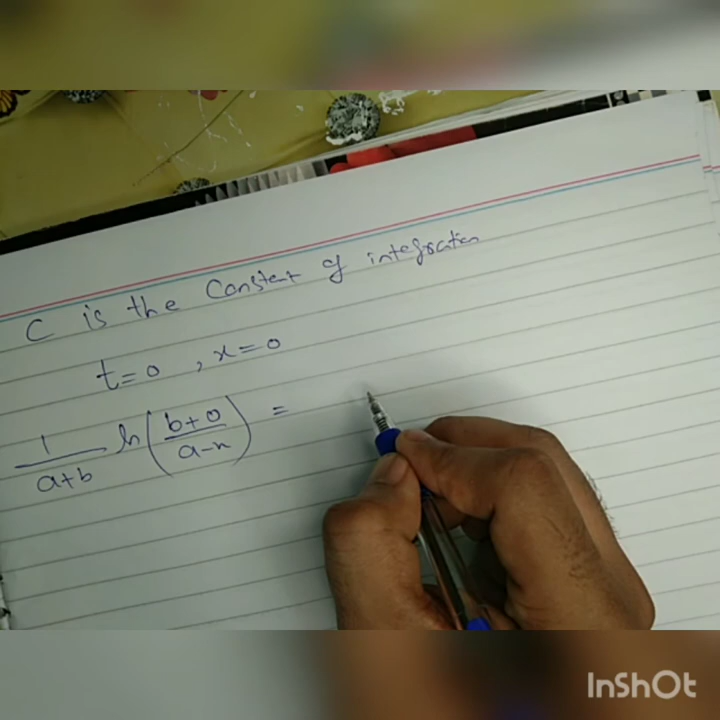 C is the Constant of integration
t=0 , x=0
1/(a+b) ln((b+0)/(a-x)) =
InShOt